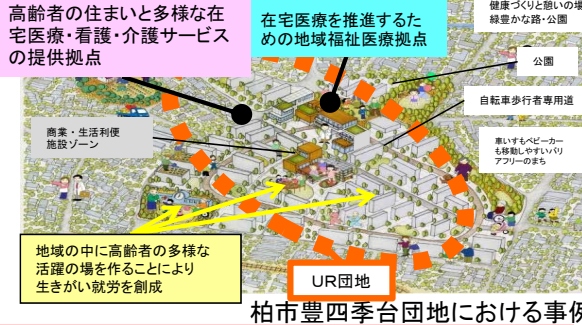 高齢者の住まいと多様な在
宅医療・看護・介護サービス
の提供拠点
在宅医療を推進するた
めの地域福祉医療拠点
健康づくりと憩いの場
緑豊かな路・公園
公園
自転車歩行者専用道
商業・生活利便
施設ゾーン
車いすもベビーカー
も移動しやすいバリ
アフリーのまち
地域の中に高齢者の多様な
活躍の場を作ることにより
生きがい就労を創成
UR団地
柏市豊四季台団地における事例